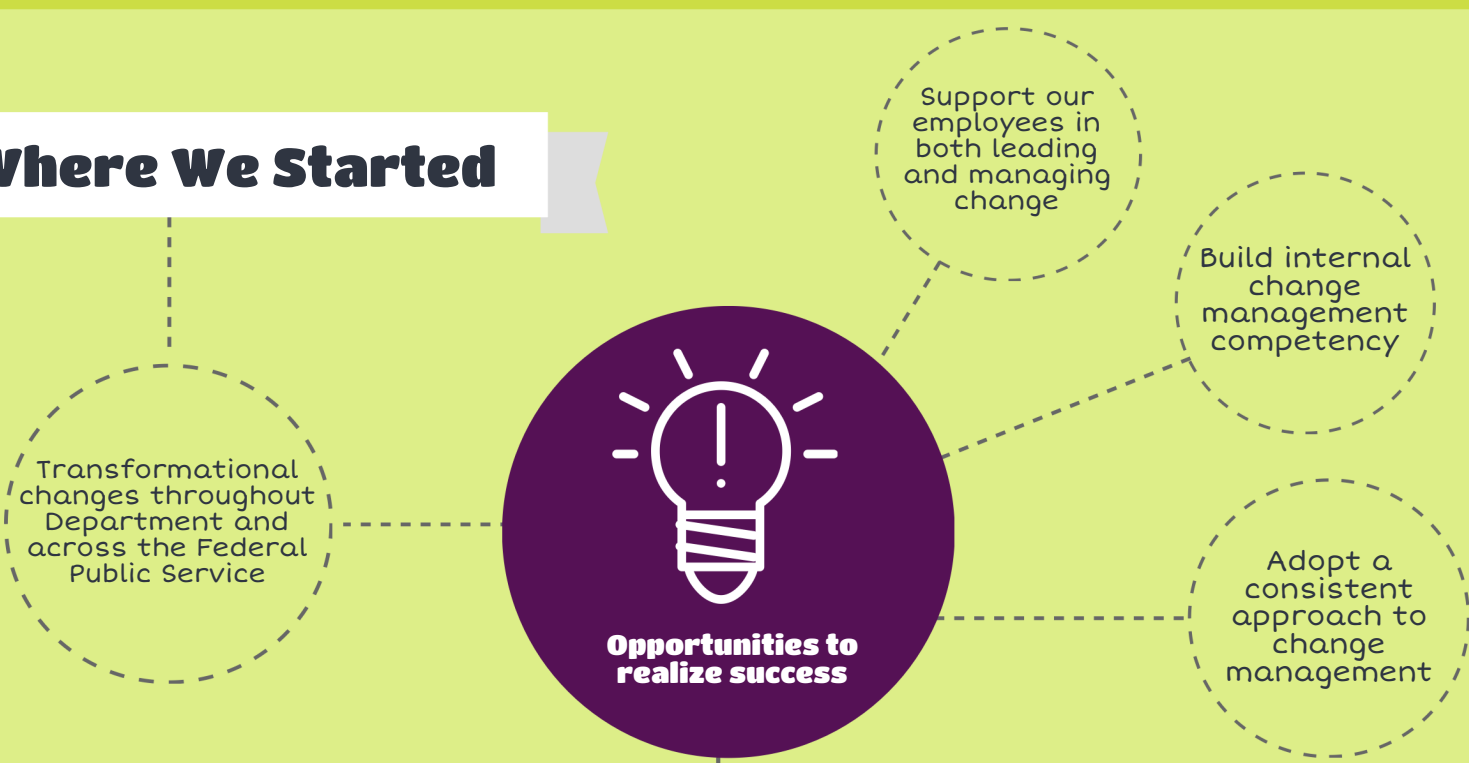 Where We Started
Transformational
changes throughout
Department and
across the Federal
Public Service
Opportunities to
realize success
Support our
employees in
both leading
and managing
change
Build internal
change
management
competency
Adopt a
consistent
approach to
change
management